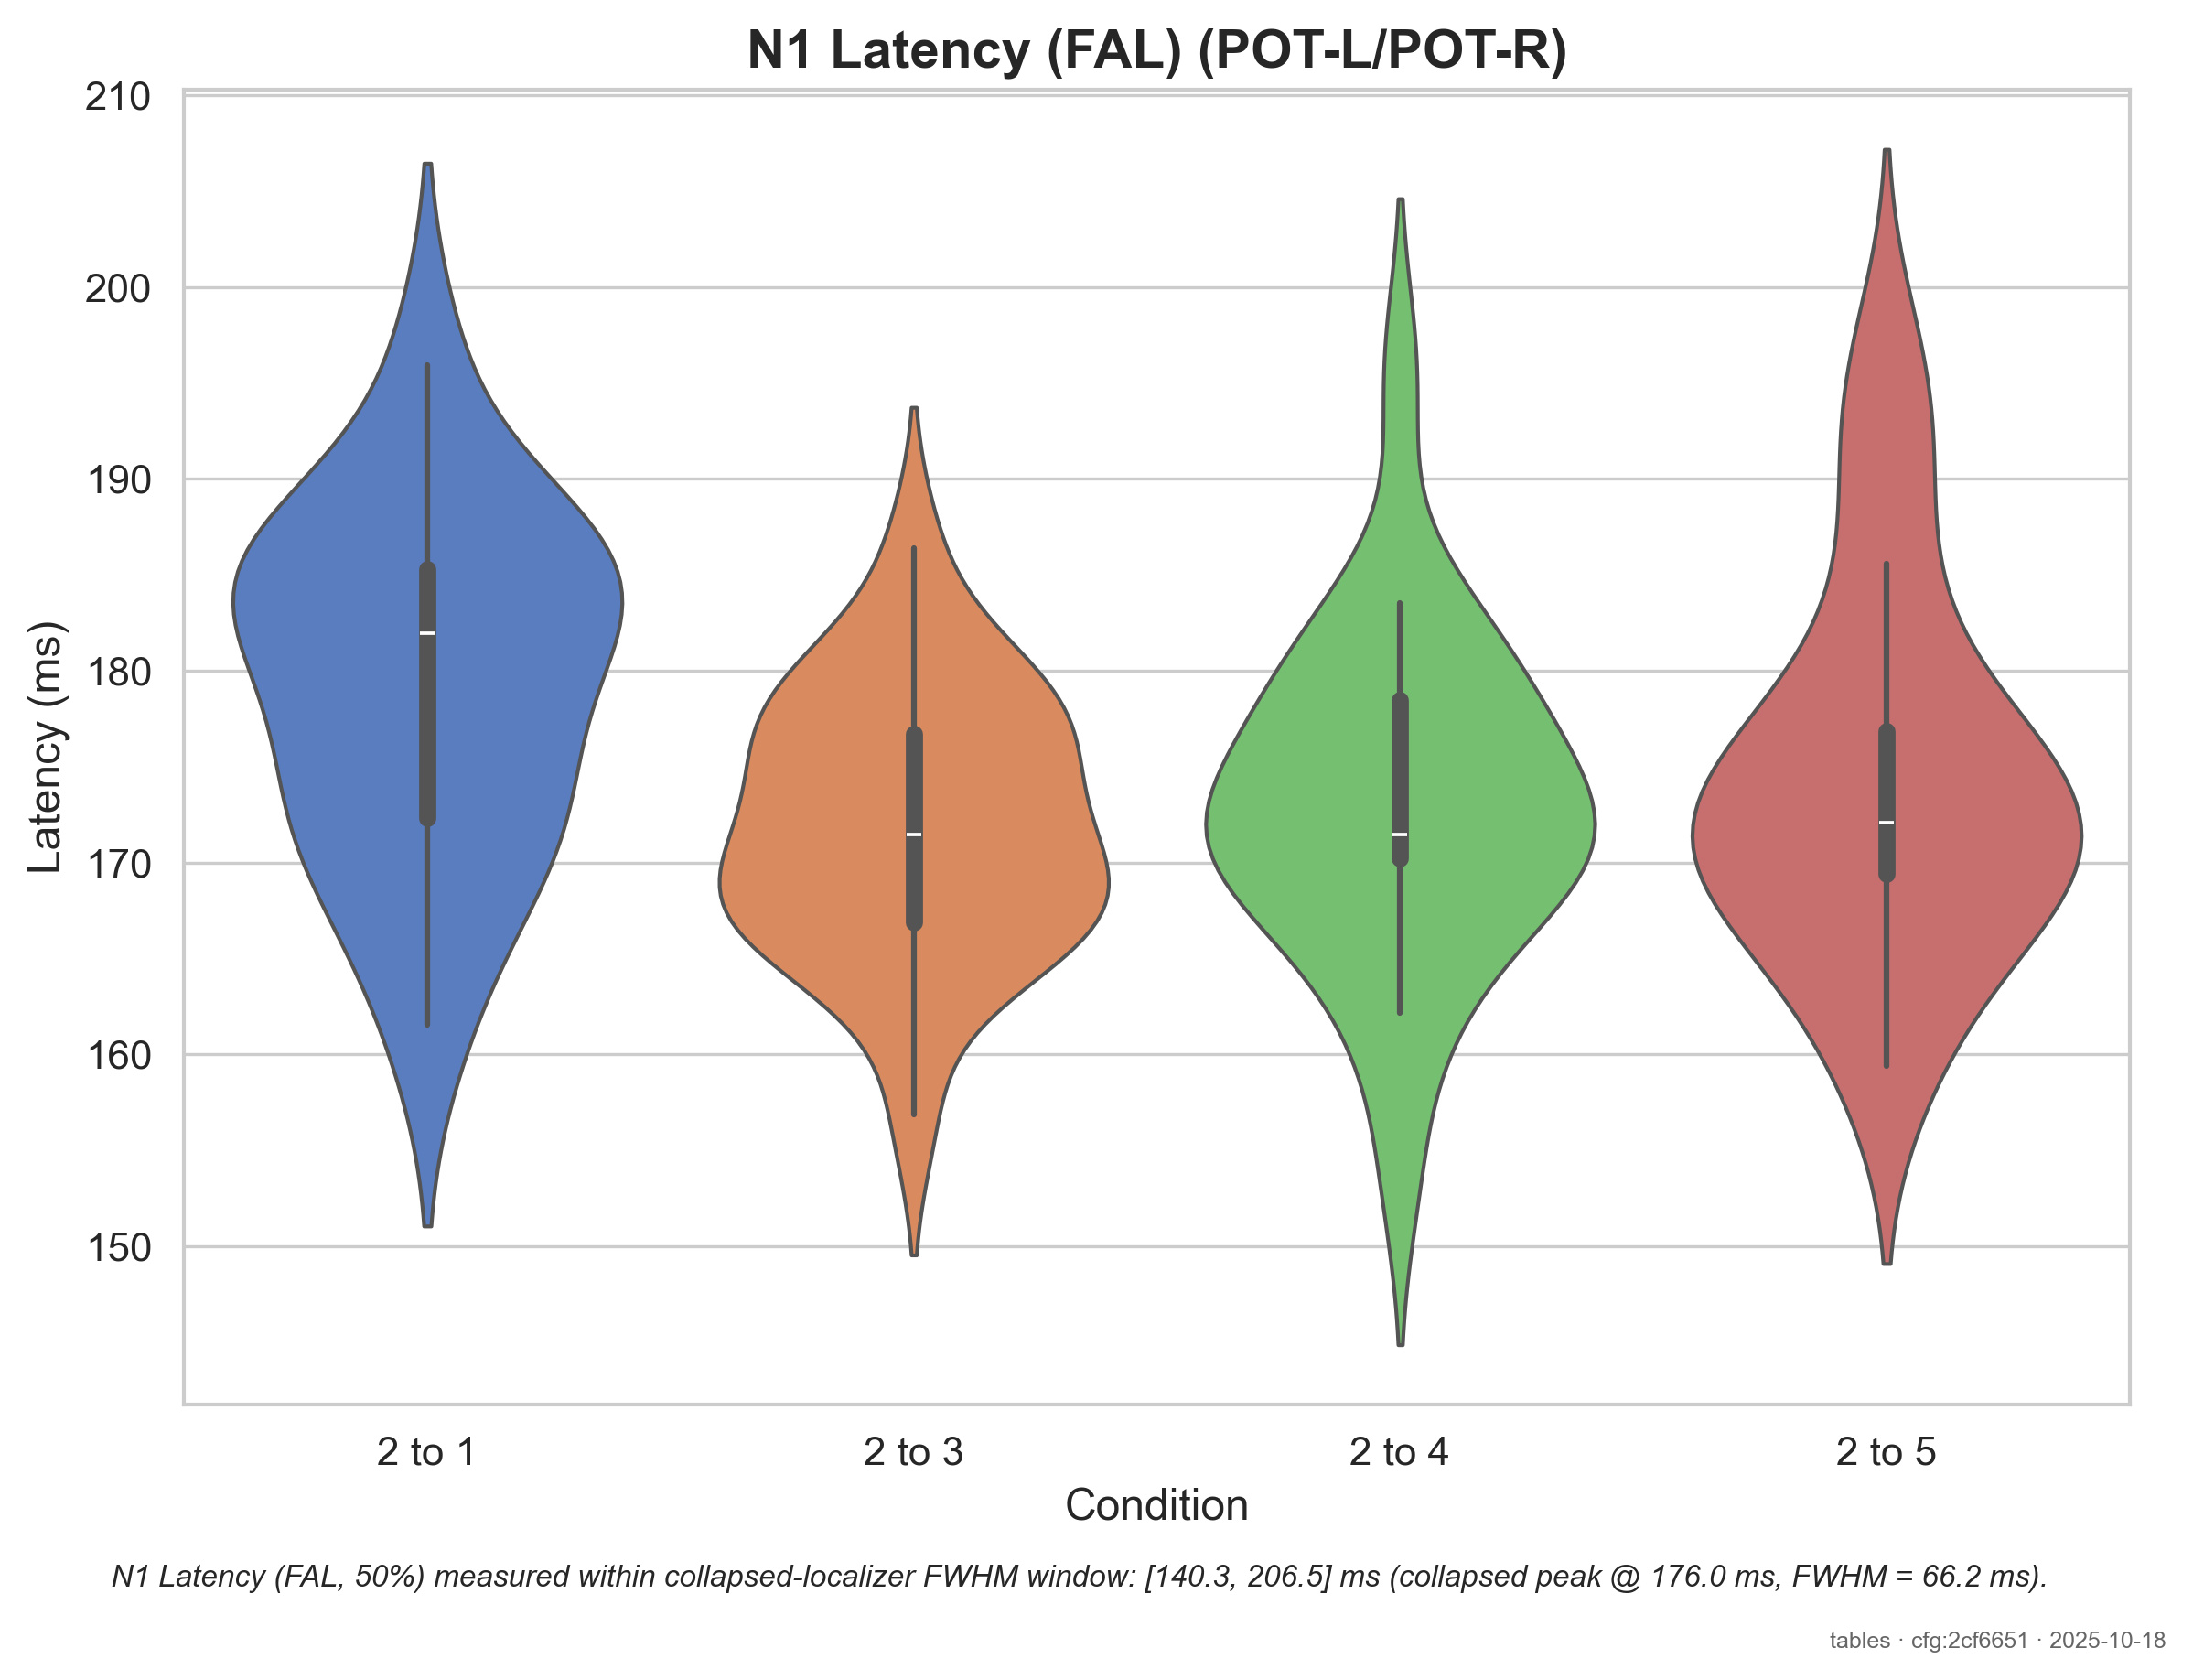 N1 Latency (FAL) (POT-L/POT-R)
210
200
190
180
170
160
150
Latency (ms)
2 to 1
2 to 3
2 to 4
2 to 5
Condition
N1 Latency (FAL, 50%) measured within collapsed-localizer FWHM window: [140.3, 206.5] ms (collapsed peak @ 176.0 ms, FWHM = 66.2 ms).
tables · cfg:2cf6651 · 2025-10-18